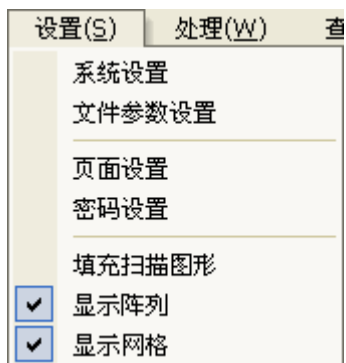 设置(S) 处理(W) 查
系统设置
文件参数设置
页面设置
密码设置
填充扫描图形
显示阵列
显示网格